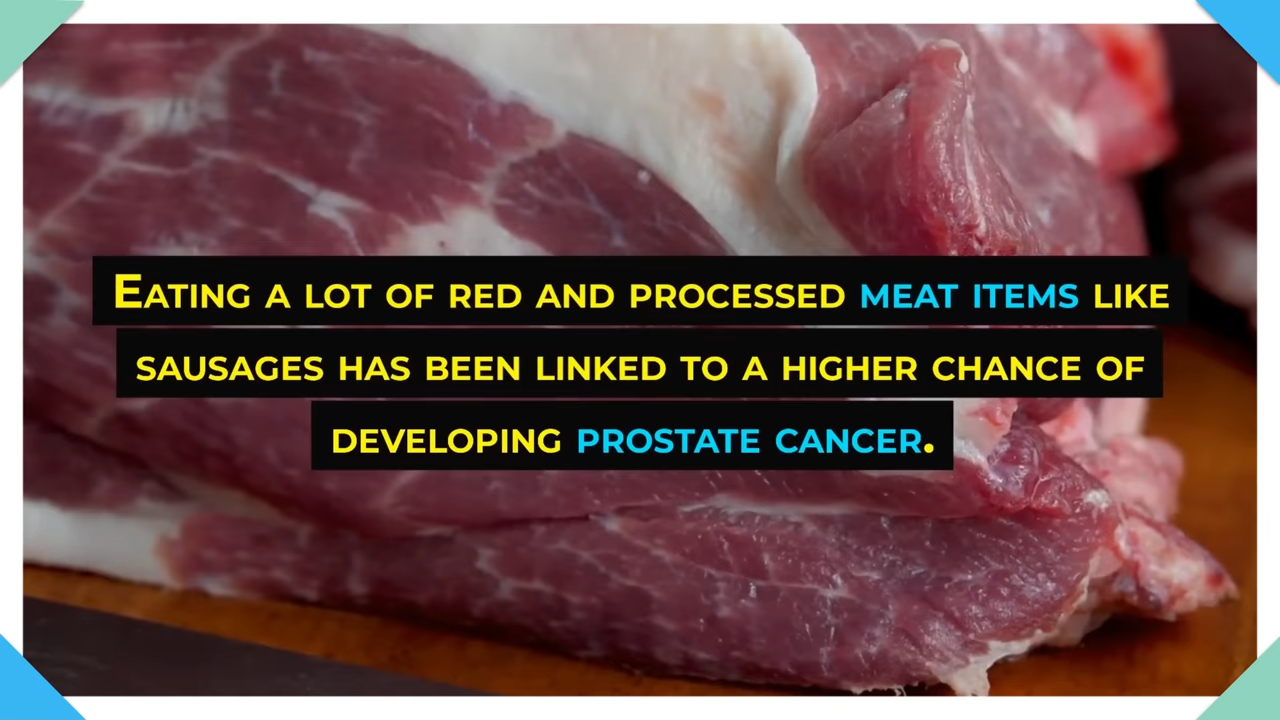 Eating a lot of red and processed meat items like
sausages has been linked to a higher chance of
developing prostate cancer.